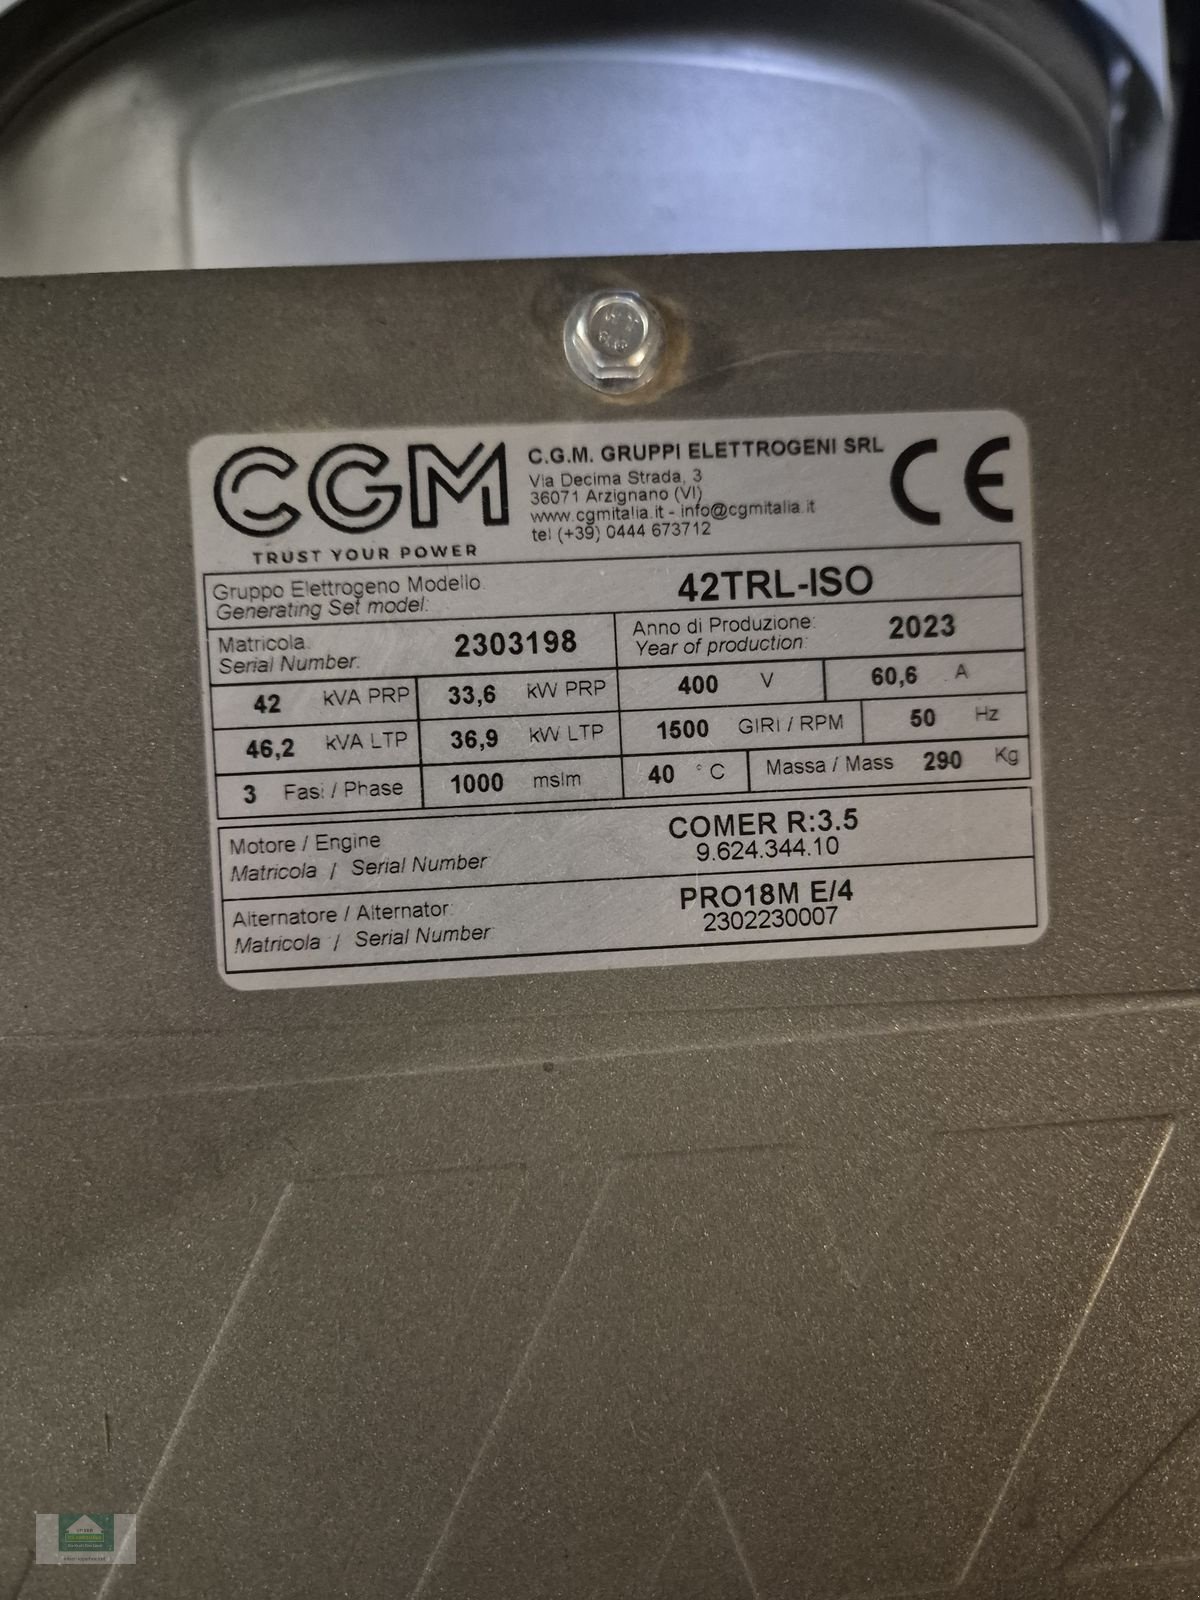 CGM
TRUST YOUR POWER
C.G.M. GRUPPI ELETTROGENI SRL
Via Decima Strada, 3
36071 Arzignano (VI)
www.cgmitalia.it - info@cgmitalia.it
tel (+39) 0444 673712
CE
Gruppo Elettrogeno Modello: 42TRL-ISO
Generating Set model:
Matricola: 2303198 Anno di Produzione: 2023
Serial Number: Year of production:
42 kVA PRP 33,6 kW PRP 400 V 60,6 A
46,2 kVA LTP 36,9 kW LTP 1500 GIRI / RPM 50 Hz
3 Fasi / Phase 1000 mslm 40 °C Massa / Mass 290 Kg
Motore / Engine COMER R:3.5
Matricola / Serial Number 9.624.344.10
Alternatore / Alternator: PRO18M E/4
Matricola / Serial Number: 2302230007